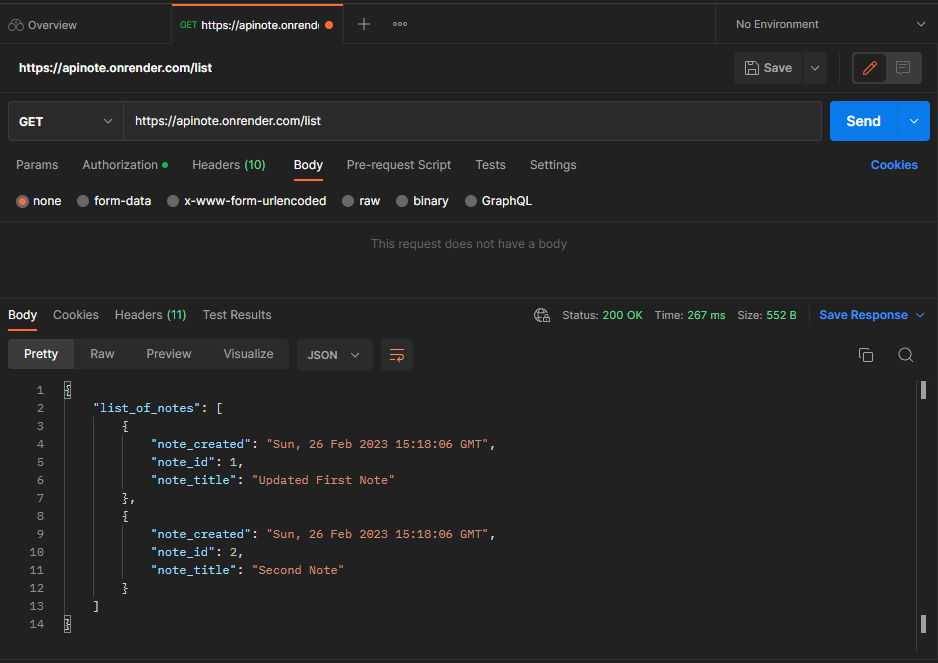 Overview GET https://apinote.onrende No Environment
https://apinote.onrender.com/list Save
GET https://apinote.onrender.com/list Send
Params Authorization Headers (10) Body Pre-request Script Tests Settings Cookies
none form-data x-www-form-urlencoded raw binary GraphQL
This request does not have a body
Body Cookies Headers (11) Test Results Status: 200 OK Time: 267 ms Size: 552 B Save Response
Pretty Raw Preview Visualize JSON
1 {
2 "list_of_notes": [
3 {
4 "note_created": "Sun, 26 Feb 2023 15:18:06 GMT",
5 "note_id": 1,
6 "note_title": "Updated First Note"
7 },
8 {
9 "note_created": "Sun, 26 Feb 2023 15:18:06 GMT",
10 "note_id": 2,
11 "note_title": "Second Note"
12 }
13 ]
14 }